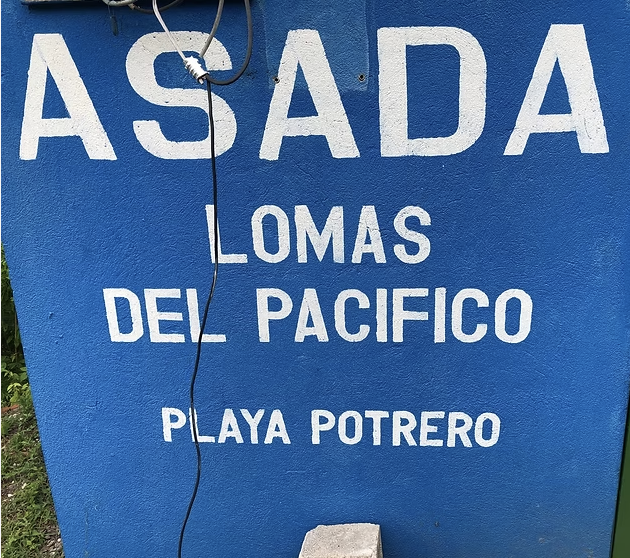 ASADA
LOMAS
DEL PACIFICO
PLAYA POTRERO